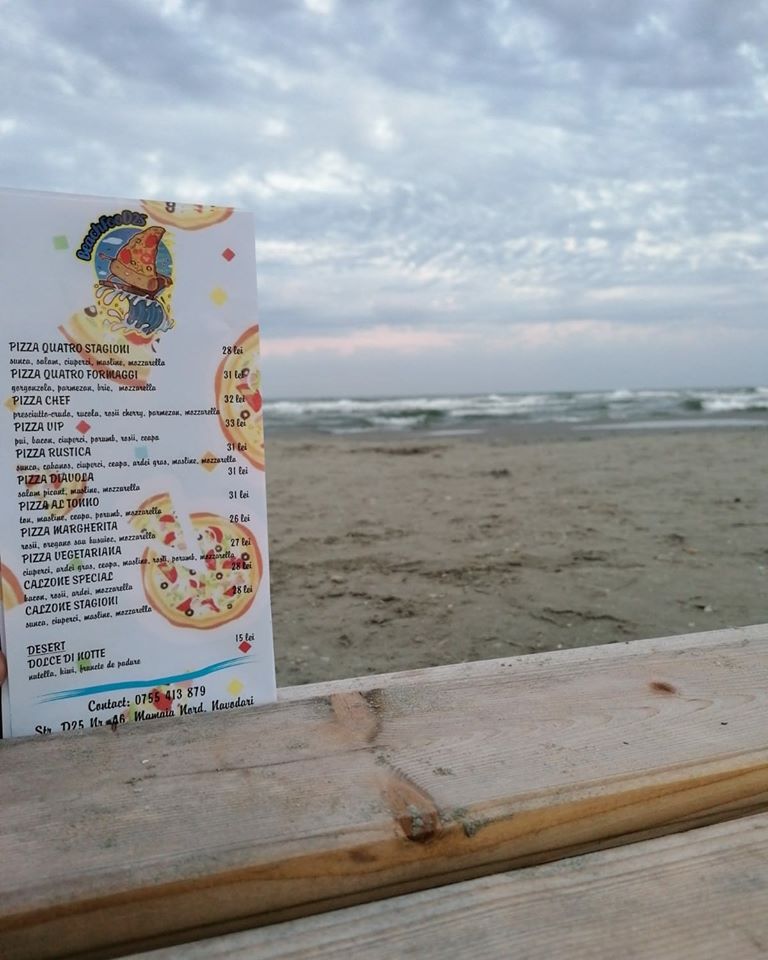 BeachFooD25
PIZZA QUATRO STAGIONI 28 lei
sunca, salam, ciuperci, masline, mozzarella
PIZZA QUATRO FORMAGGI 31 lei
gorgonzola, parmezan, brie, mozzarella
PIZZA CHEF 32 lei
presciutto-crudo, rucola, rosii cherry, parmezan, mozzarella
PIZZA VIP 33 lei
pui, bacon, ciuperci, porumb, rosii, ceapa
PIZZA RUSTICA 31 lei
sunca, cabanos, ciuperci, ceapa, ardei gras, masline, mozzarella
PIZZA DIAVOLA 31 lei
salam picant, masline, mozzarella
PIZZA AL TONNO 31 lei
ton, masline, ceapa, porumb, mozzarella
PIZZA MARGHERITA 26 lei
rosii, oregano sau busuioc, mozzarella
PIZZA VEGETARIANA 27 lei
ciuperci, ardei gras, ceapa, masline, rosii, porumb, mozzarella
CALZONE SPECIAL 28 lei
bacon, rosii, ardei, mozzarella
CALZONE STAGIONI 28 lei
sunca, ciuperci, masline, mozzarella
DESERT
DOLCE DI NOTTE 15 lei
nutella, kiwi, fructe de padure
Contact: 0755 413 879
Str. D25 Nr. 46, Mamaia Nord, Navodari